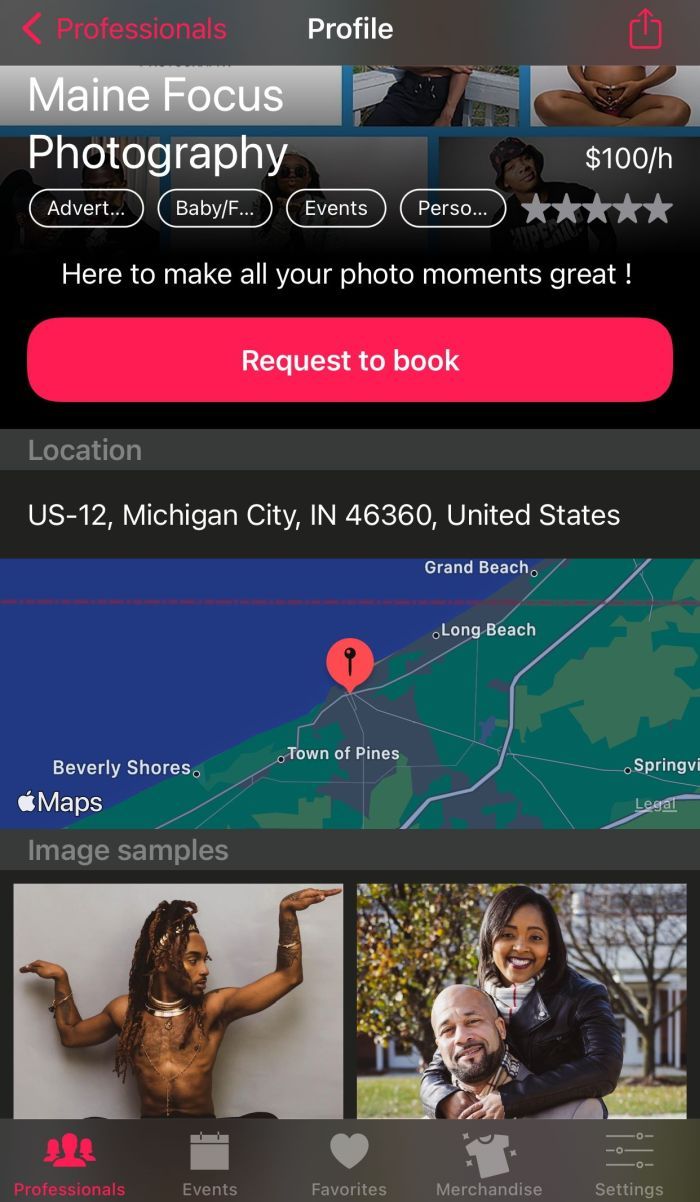 Professionals
Profile
Maine Focus
Photography
$100/h
Advert...
Baby/F...
Events
Perso...
Here to make all your photo moments great !
Request to book
Location
US-12, Michigan City, IN 46360, United States
Grand Beach
Long Beach
Town of Pines
Beverly Shores
Springvi
Maps
Legal
Image samples
Professionals
Events
Favorites
Merchandise
Settings